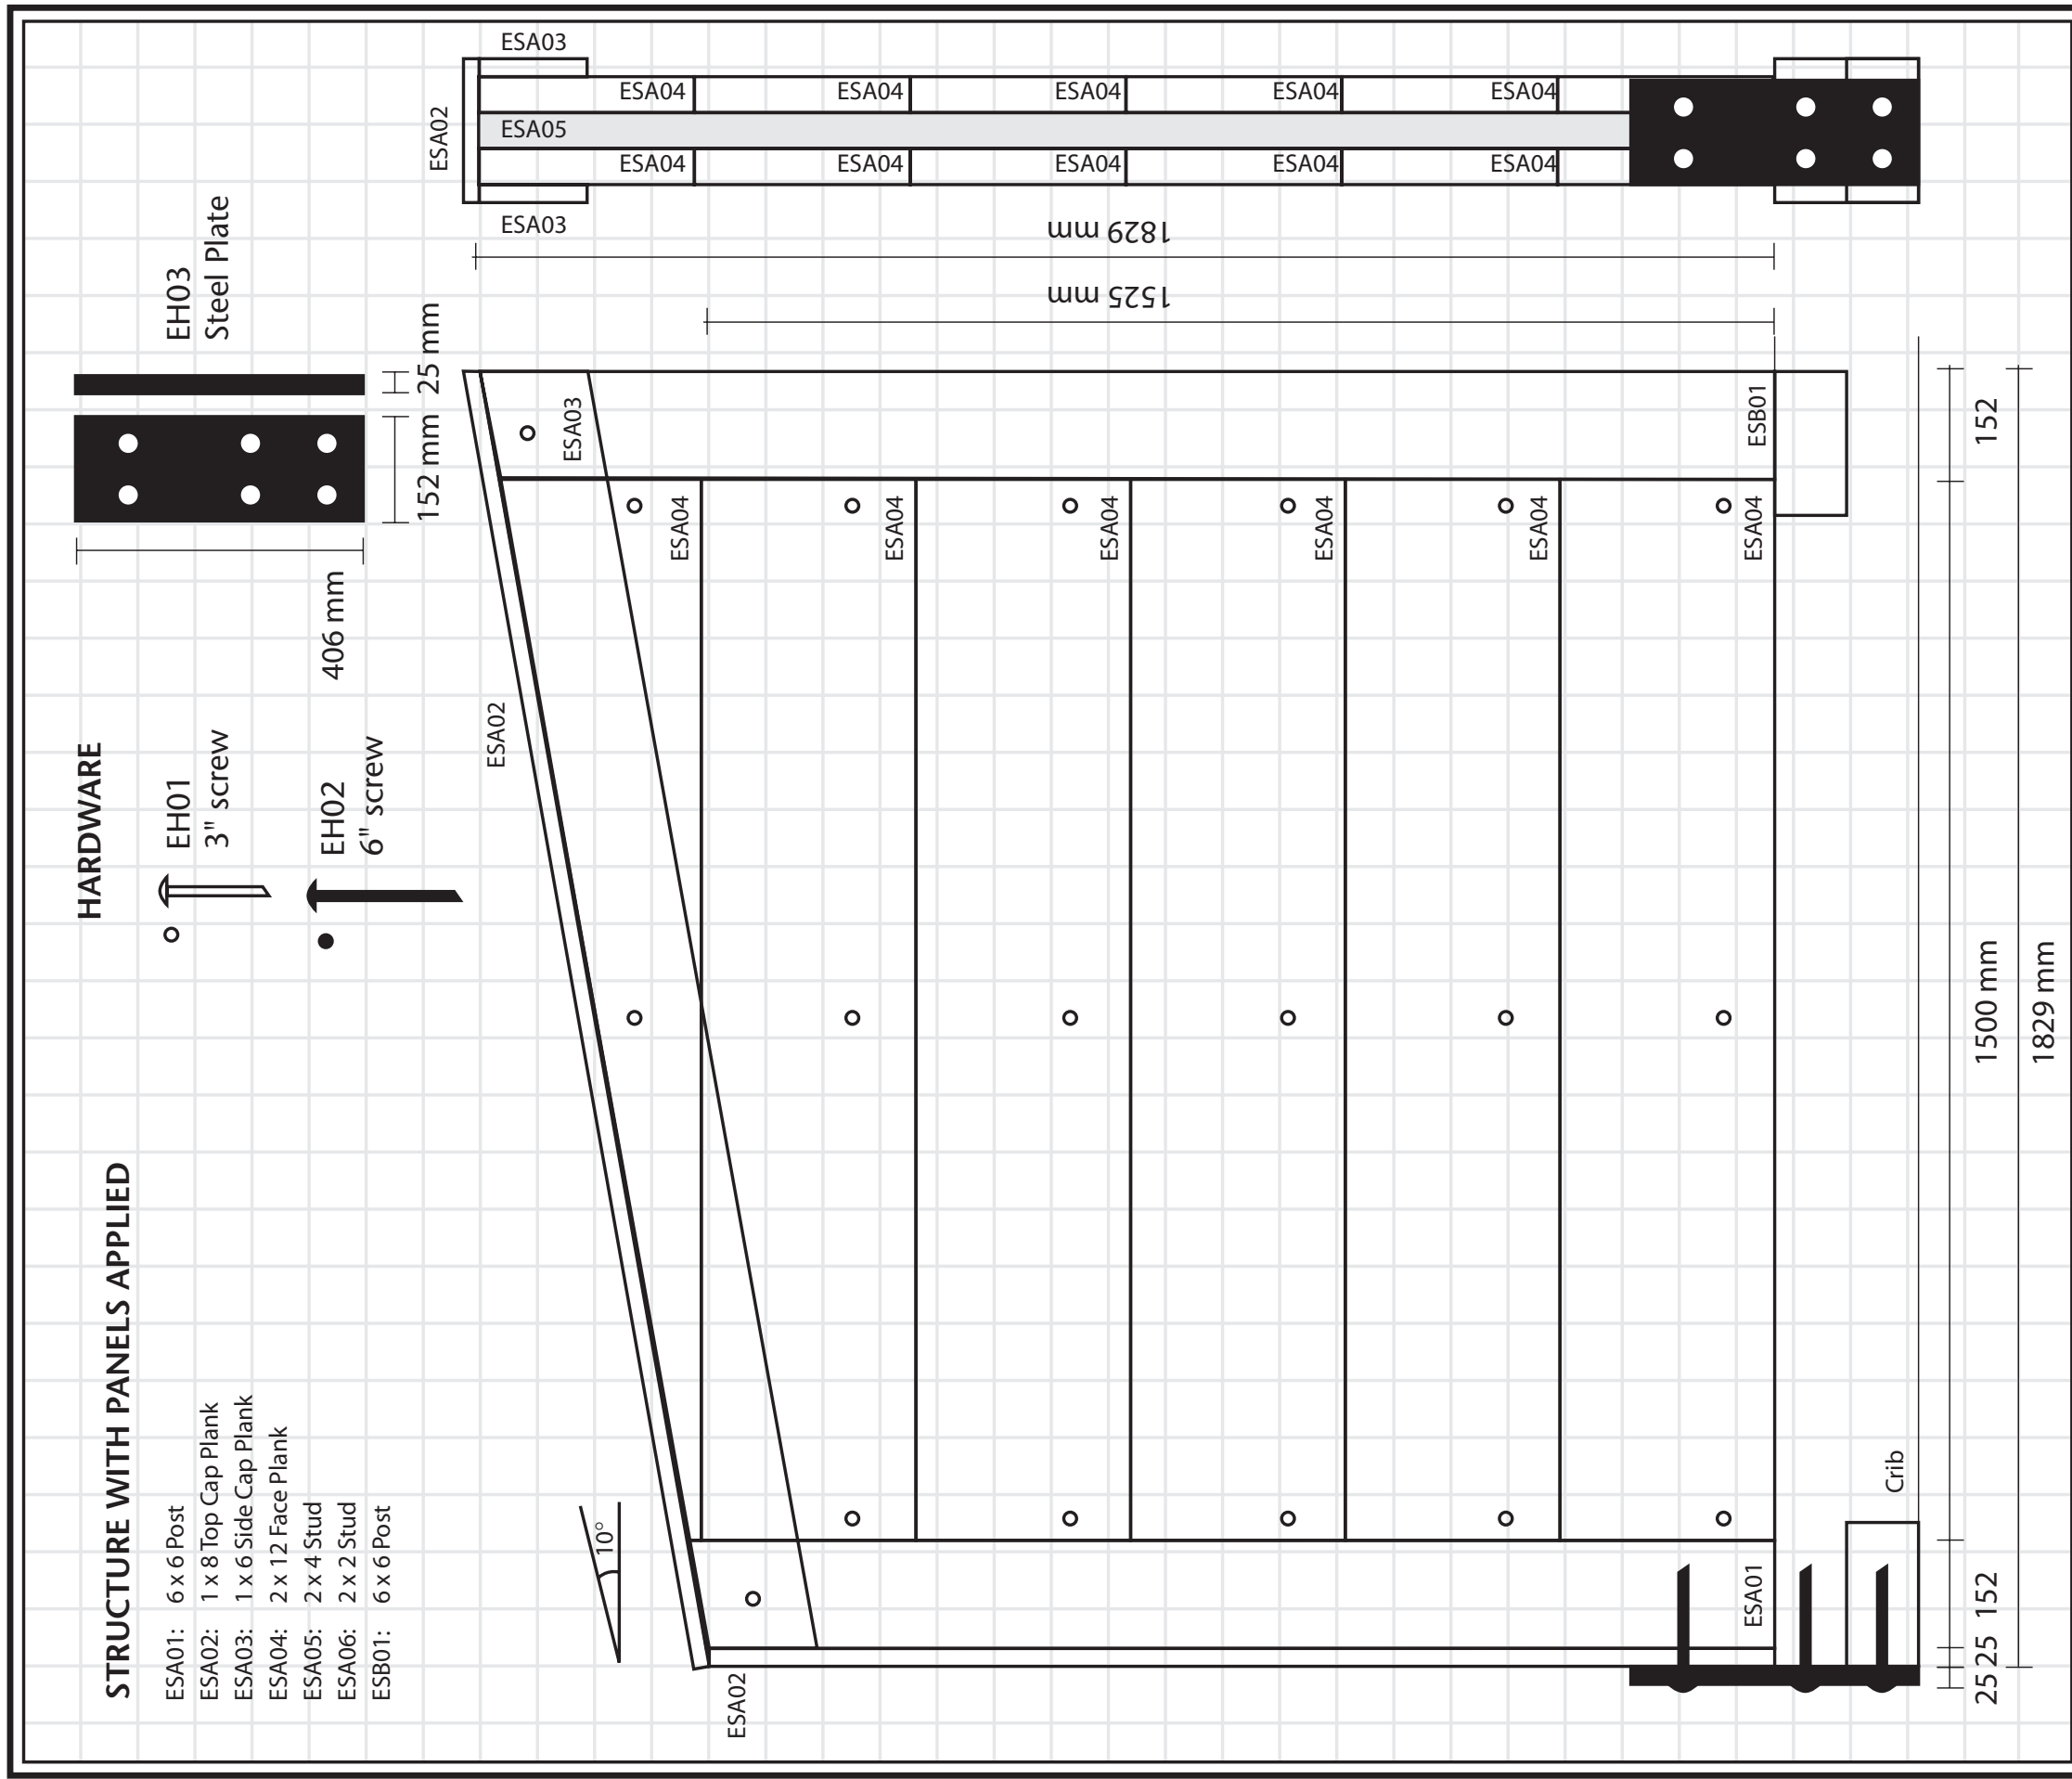 STRUCTURE WITH PANELS APPLIED
ESA01: 6 x 6 Post
ESA02: 1 x 8 Top Cap Plank
ESA03: 1 x 6 Side Cap Plank
ESA04: 2 x 12 Face Plank
ESA05: 2 x 4 Stud
ESA06: 2 x 2 Stud
ESB01: 6 x 6 Post
HARDWARE
EH01
3" screw
EH02
6" screw
EH03
Steel Plate
406 mm
152 mm
25 mm
10°
ESA02
ESA02
ESA03
ESA04
ESA04
ESA04
ESA04
ESA04
ESA04
ESA01
ESB01
Crib
1525 mm
1829 mm
ESA02
ESA03
ESA03
ESA05
ESA04
ESA04
ESA04
ESA04
ESA04
ESA04
ESA04
ESA04
ESA04
ESA04
25
25
152
1500 mm
152
1829 mm